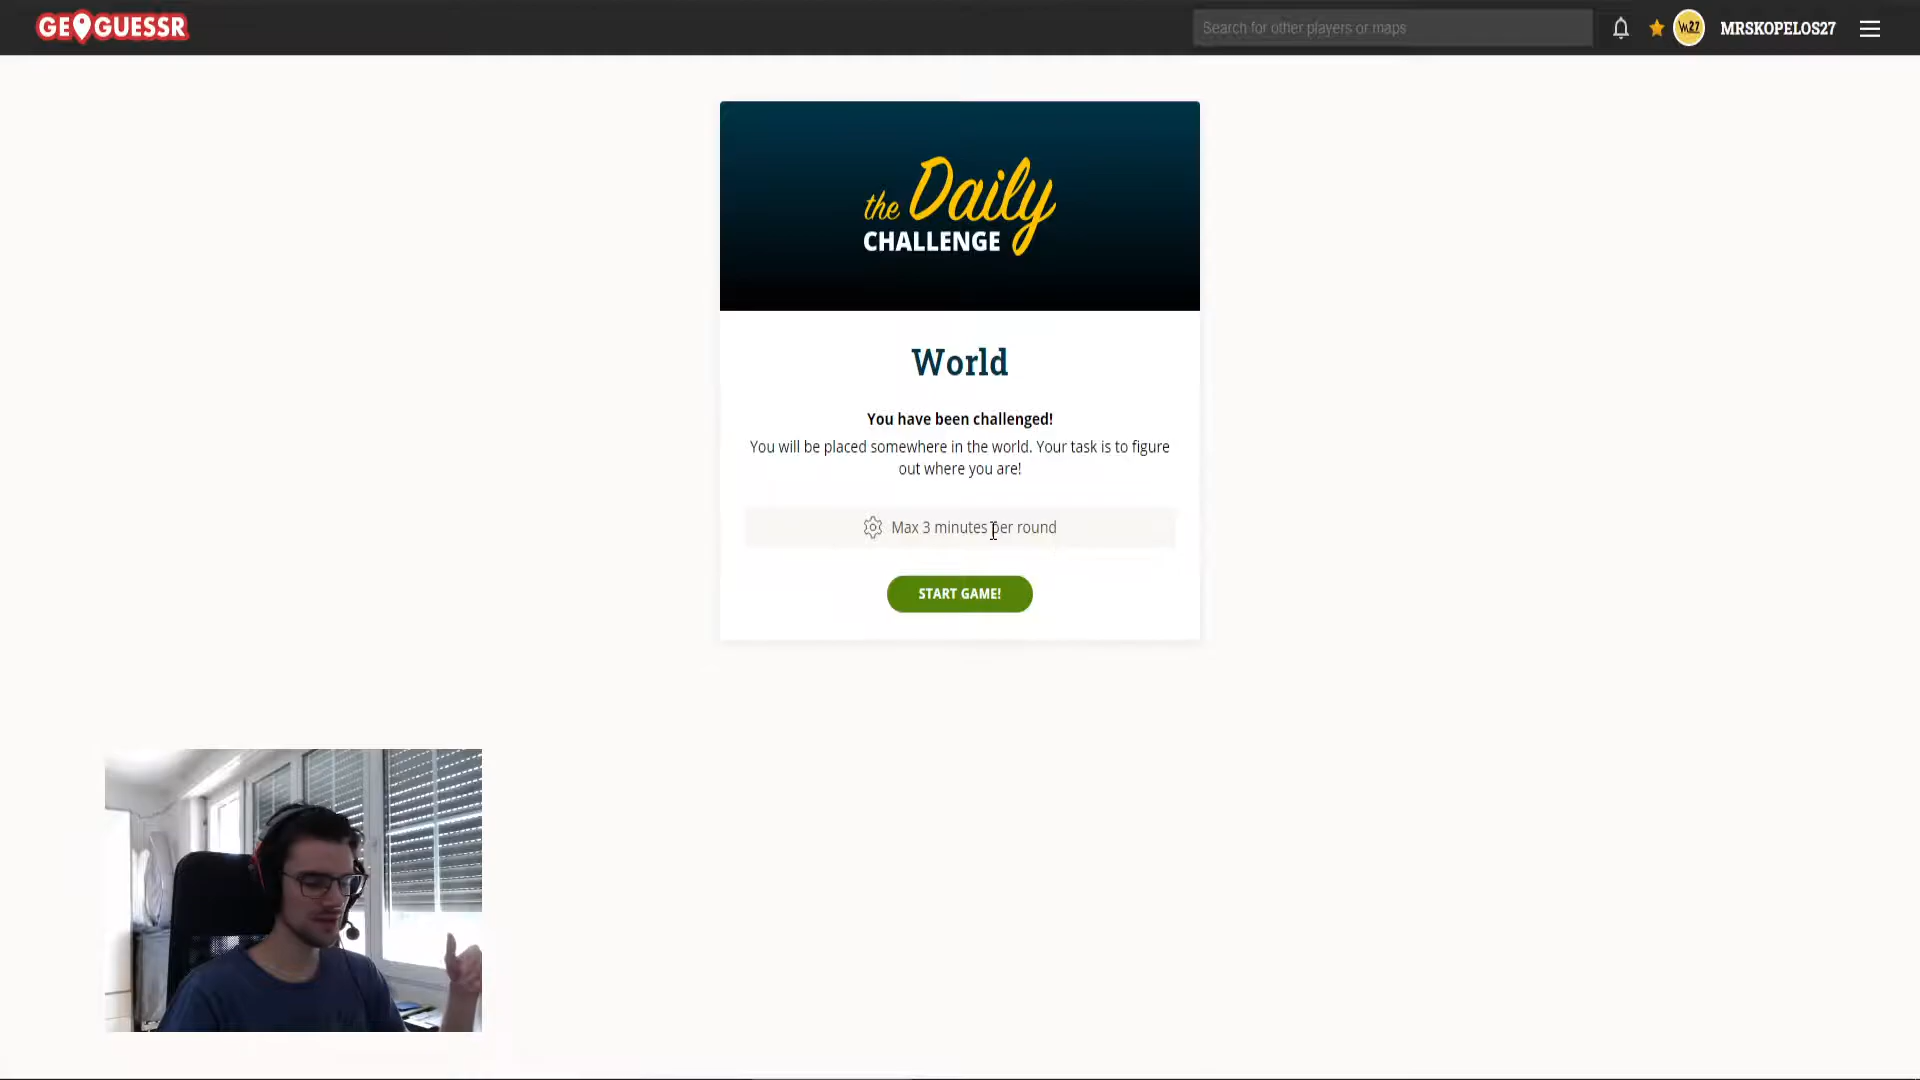 GEOGUESSR
Search for other players or maps
MRSKOPELOS27
the Daily
CHALLENGE
World
You have been challenged!
You will be placed somewhere in the world. Your task is to figure
out where you are!
Max 3 minutes per round
START GAME!